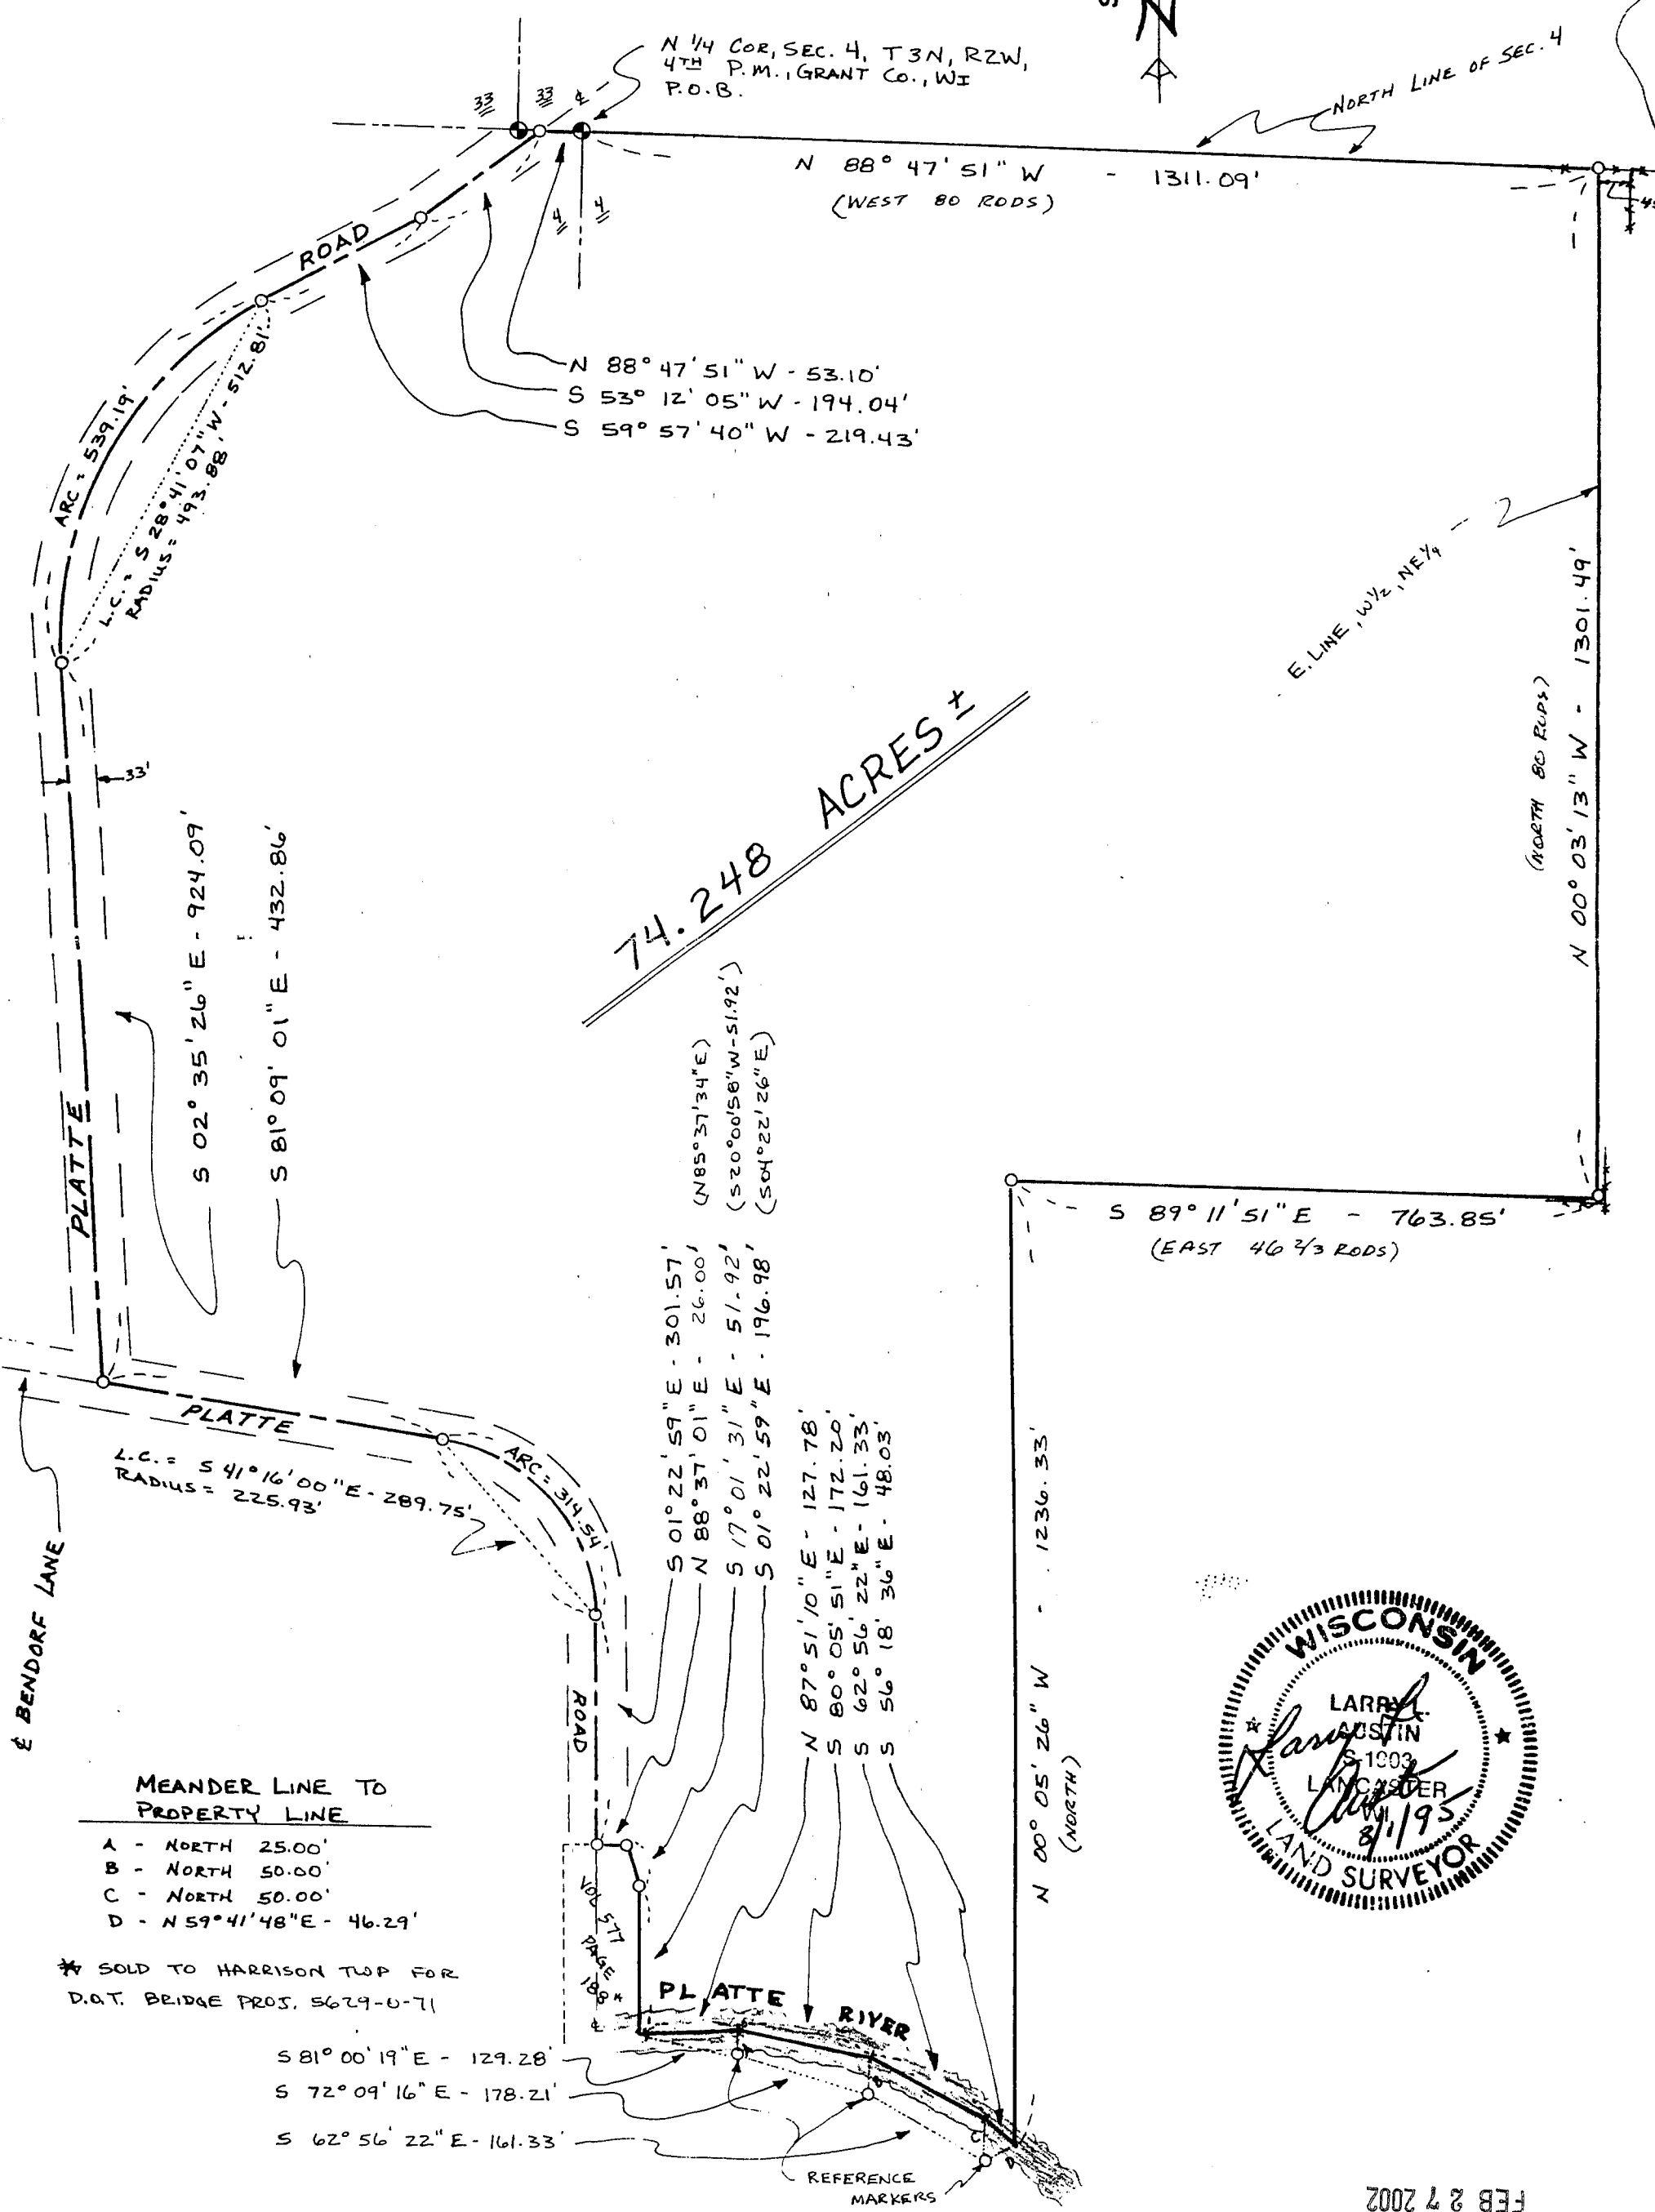 N
N 1/4 COR, SEC. 4, T3N, R2W,
4TH P.M., GRANT CO., WI
P.O.B.
33
33
℄
NORTH LINE OF SEC. 4
N 88° 47' 51" W - 1311.09'
(WEST 80 RODS)
4
4
ROAD
N 88° 47' 51" W - 53.10'
S 53° 12' 05" W - 194.04'
S 59° 57' 40" W - 219.43'
ARC = 539.19'
L.C. = S 28° 41' 07" W - 512.81'
RADIUS = 493.88'
E. LINE, W 1/2, NE 1/4
N 00° 03' 13" W - 1301.49'
(NORTH 80 RODS)
74.248 ACRES ±
33'
S 02° 35' 26" E - 924.09'
S 81° 09' 01" E - 432.86'
PLATTE
(N85°37'34"E)
(S20°00'58"W-51.92')
(S04°22'26"E)
S 89° 11' 51" E - 763.85'
(EAST 46 2/3 RODS)
S 01° 22' 59" E - 301.57'
N 88° 37' 01" E - 26.00'
S 17° 01' 31" E - 51.92'
S 01° 22' 59" E - 196.98'
N 87° 51' 10" E - 127.78'
S 80° 05' 51" E - 172.20'
S 62° 56' 22" E - 161.33'
S 56° 18' 36" E - 48.03'
N 00° 05' 26" W - 1236.33'
(NORTH)
PLATTE
L.C. = S 41° 16' 00" E - 289.75'
RADIUS = 225.93'
ARC = 314.54'
℄ BENDORF LANE
ROAD
WISCONSIN
LARRY L.
AUSTIN
S-1903
LANCASTER
WI
LAND SURVEYOR
Larry L. Austin
8/1/95
MEANDER LINE TO
PROPERTY LINE
A - NORTH 25.00'
B - NORTH 50.00'
C - NORTH 50.00'
D - N 59° 41' 48" E - 46.29'
* SOLD TO HARRISON TWP FOR
D.O.T. BRIDGE PROJ. 5629-0-71
VOL 577
PAGE
188 *
℄
PLATTE RIVER
B
C
D
S 81° 00' 19" E - 129.28'
S 72° 09' 16" E - 178.21'
S 62° 56' 22" E - 161.33'
REFERENCE
MARKERS
FEB 27 2002